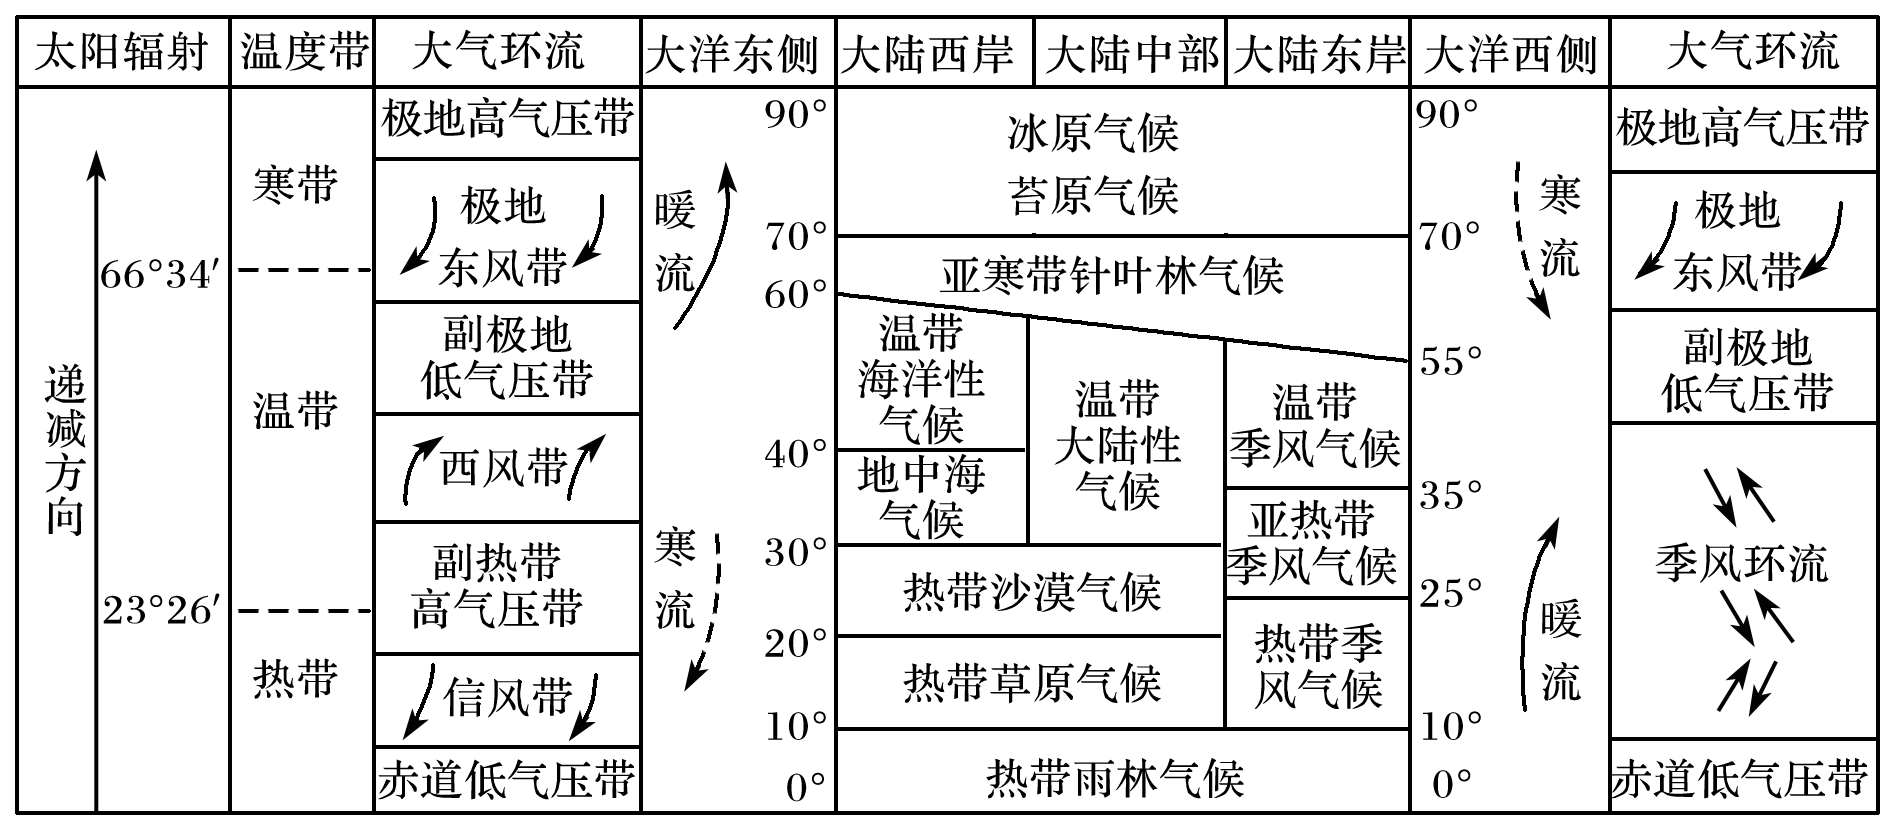 太阳辐射
温度带
大气环流
大洋东侧
大陆西岸
大陆中部
大陆东岸
大洋西侧
大气环流
递减方向
66°34′
23°26′
寒带
温带
热带
极地高气压带
极地
东风带
副极地
低气压带
西风带
副热带
高气压带
信风带
赤道低气压带
暖流
寒流
90°
70°
60°
40°
30°
20°
10°
0°
冰原气候
苔原气候
亚寒带针叶林气候
温带
海洋性
气候
地中海
气候
温带
大陆性
气候
温带
季风气候
亚热带
季风气候
热带沙漠气候
热带草原气候
热带季
风气候
热带雨林气候
90°
70°
55°
35°
25°
10°
0°
寒流
暖流
极地高气压带
极地
东风带
副极地
低气压带
季风环流
赤道低气压带